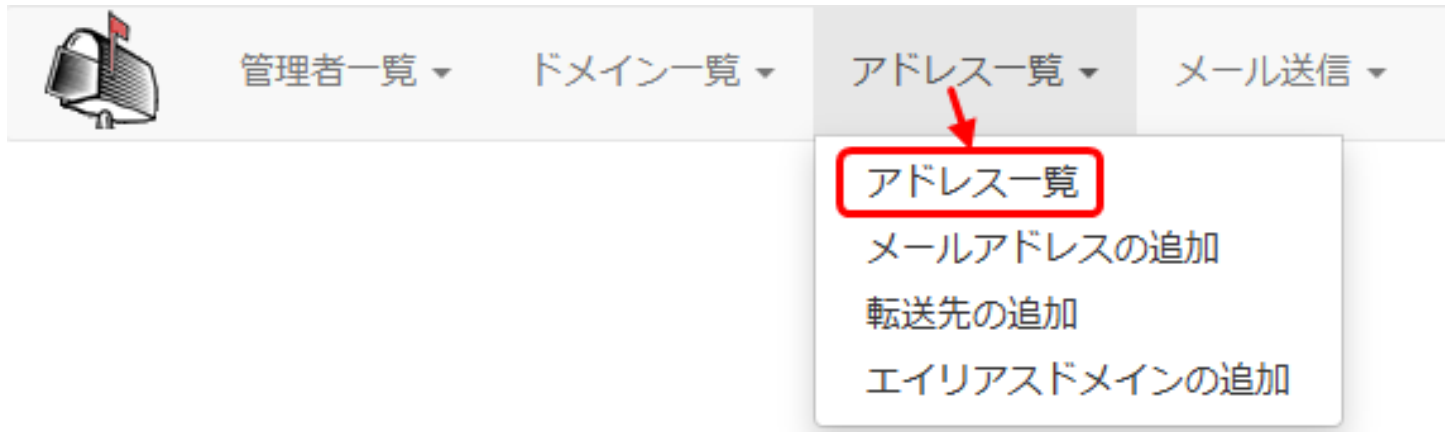 管理者一覧 ドメイン一覧 アドレス一覧 メール送信
アドレス一覧
メールアドレスの追加
転送先の追加
エイリアスドメインの追加